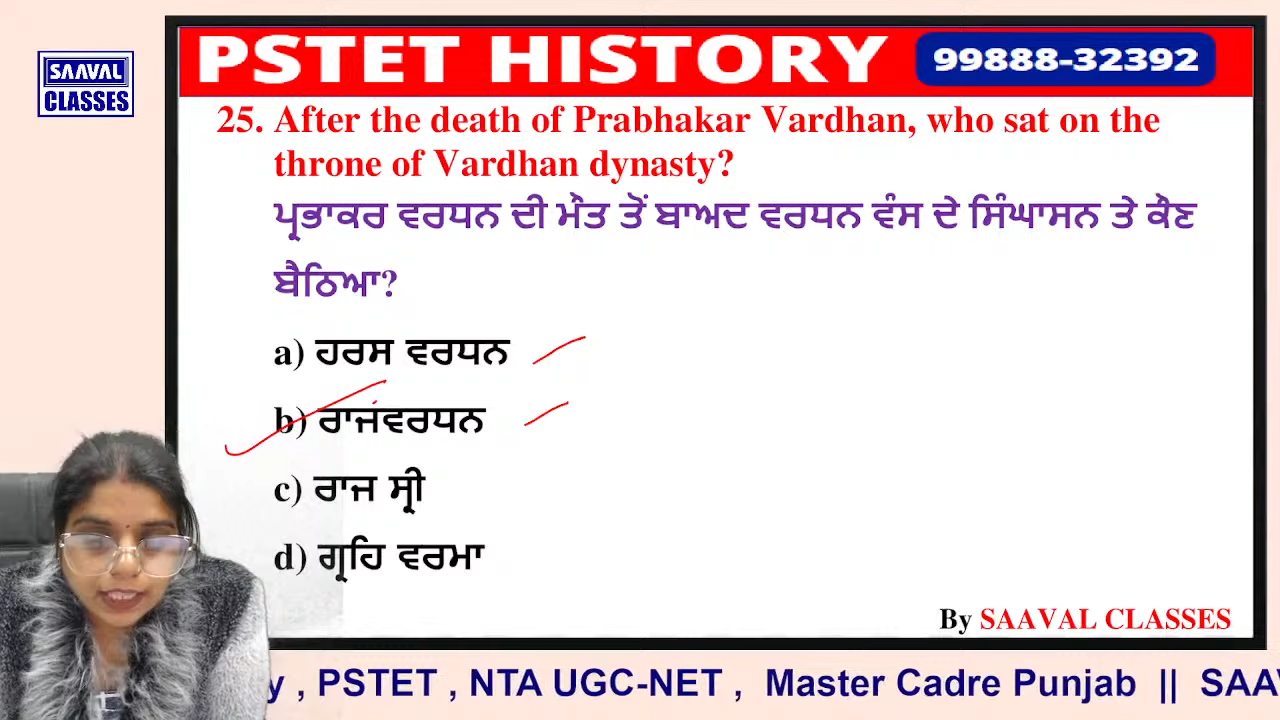 SAAVAL
CLASSES
PSTET HISTORY
99888-32392
25. After the death of Prabhakar Vardhan, who sat on the
throne of Vardhan dynasty?
ਪ੍ਰਭਾਕਰ ਵਰਧਨ ਦੀ ਮੌਤ ਤੋਂ ਬਾਅਦ ਵਰਧਨ ਵੰਸ ਦੇ ਸਿੰਘਾਸਨ ਤੇ ਕੌਣ
ਬੈਠਿਆ?
a) ਹਰਸ ਵਰਧਨ
b) ਰਾਜਵਰਧਨ
c) ਰਾਜ ਸ੍ਰੀ
d) ਗ੍ਰਹਿ ਵਰਮਾ
By SAAVAL CLASSES
y , PSTET , NTA UGC-NET , Master Cadre Punjab || SAAV